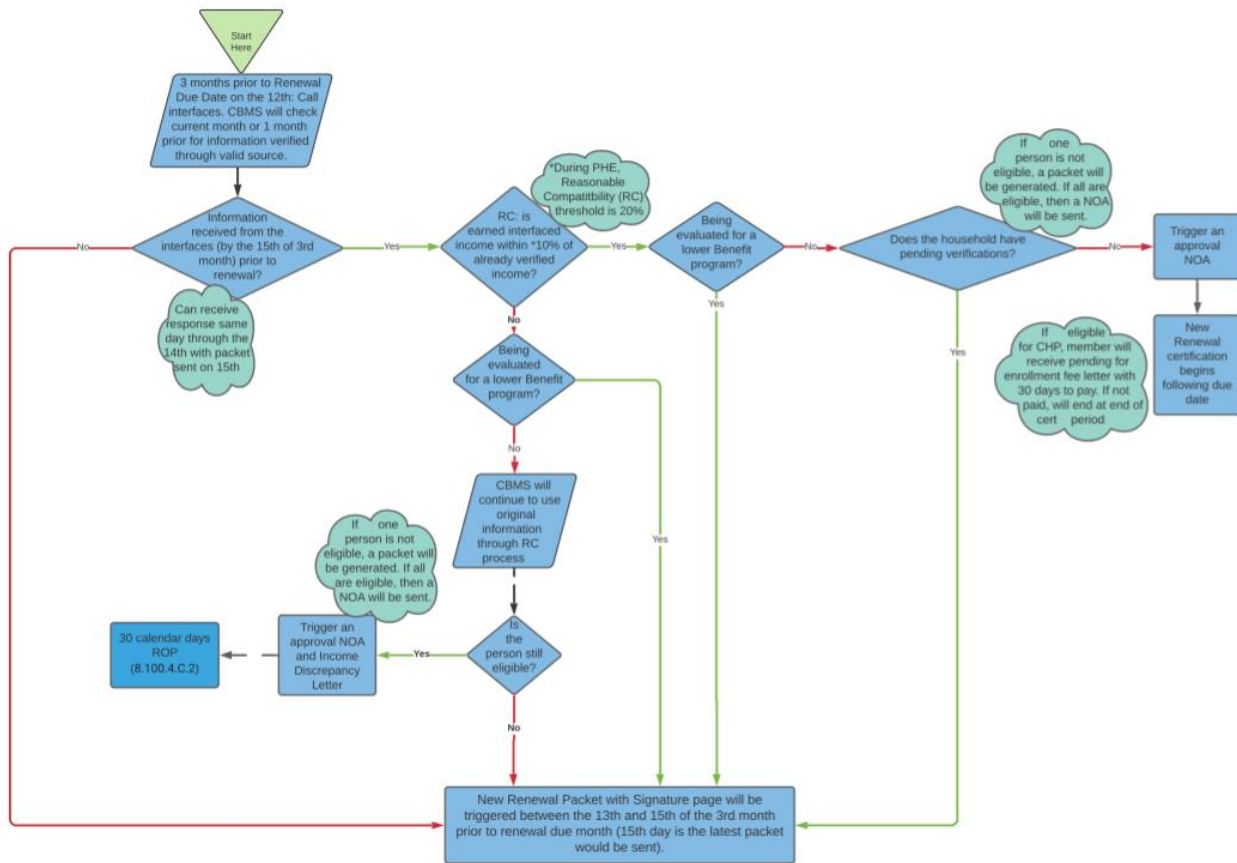 Start
Here
3 months prior to Renewal
Due Date on the 12th: Call
interfaces. CBMS will check
current month or 1 month
prior for information verified
through valid source.
Information
received from the
interfaces (by the 15th of 3rd
month) prior to
renewal?
No
Yes
Can receive
response same
day through the
14th with packet
sent on 15th
*During PHE,
Reasonable
Compatitbility (RC)
threshold is 20%
RC: is
earned interfaced
income within *10% of
already verified
income?
Yes
No
Being
evaluated for a
lower Benefit
program?
No
Yes
If one
person is not
eligible, a packet will
be generated. If all are
eligible, then a NOA
will be sent.
Does the household have
pending verifications?
No
Yes
Trigger an
approval
NOA
New
Renewal
certification
begins
following due
date
If eligible
for CHP, member will
receive pending for
enrollment fee letter with
30 days to pay. If not
paid, will end at end of
cert period
Being
evaluated
for a lower Benefit
program?
Yes
No
CBMS will
continue to use
original
information
through RC
process
If one
person is not
eligible, a packet will
be generated. If all
are eligible, then a
NOA will be sent.
Is
the
person still
eligible?
Yes
No
Trigger an
approval NOA
and Income
Discrepancy
Letter
30 calendar days
ROP
(8.100.4.C.2)
New Renewal Packet with Signature page will be
triggered between the 13th and 15th of the 3rd month
prior to renewal due month (15th day is the latest packet
would be sent).